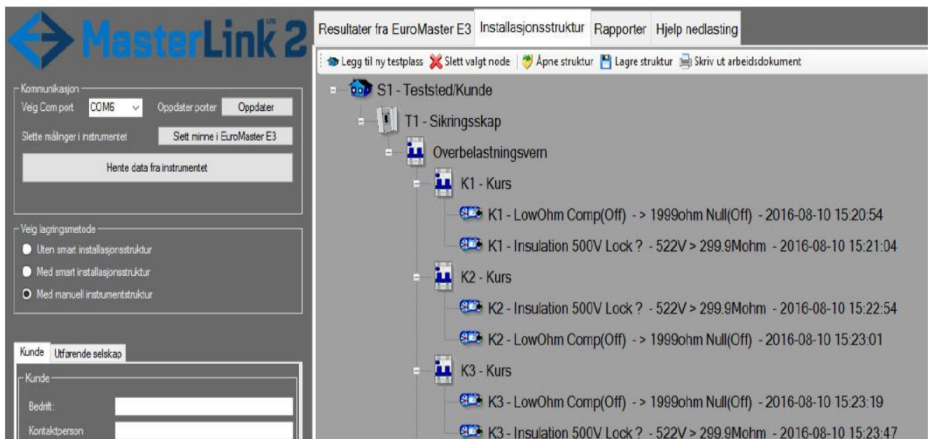 MasterLink 2
Resultater fra EuroMaster E3 Installasjonsstruktur Rapporter Hjelp nedlasting
Legg til ny testplass Slett valgt node Åpne struktur Lagre struktur Skriv ut arbeidsdokument
Kommunikasjon
Velg Com port COM6 Oppdater porter Oppdater
Slette målinger i instrumentet Sett minne i EuroMaster E3
Hente data fra instrumentet
Velg lagringsmetode
Uten smart installasjonsstruktur
Med smart installasjonsstruktur
Med manuell instrumentstruktur
Kunde Utførende selskap
Kunde
Bedrift:
Kontaktperson
S1 - Teststed/Kunde
T1 - Sikringsskap
Overbelastningsvern
K1 - Kurs
K1 - LowOhm Comp(Off) - > 1999ohm Null(Off) - 2016-08-10 15:20:54
K1 - Insulation 500V Lock ? - 522V > 299.9Mohm - 2016-08-10 15:21:04
K2 - Kurs
K2 - Insulation 500V Lock ? - 522V > 299.9Mohm - 2016-08-10 15:22:54
K2 - LowOhm Comp(Off) - > 1999ohm Null(Off) - 2016-08-10 15:23:01
K3 - Kurs
K3 - LowOhm Comp(Off) - > 1999ohm Null(Off) - 2016-08-10 15:23:19
K3 - Insulation 500V Lock ? - 522V > 299.9Mohm - 2016-08-10 15:23:47